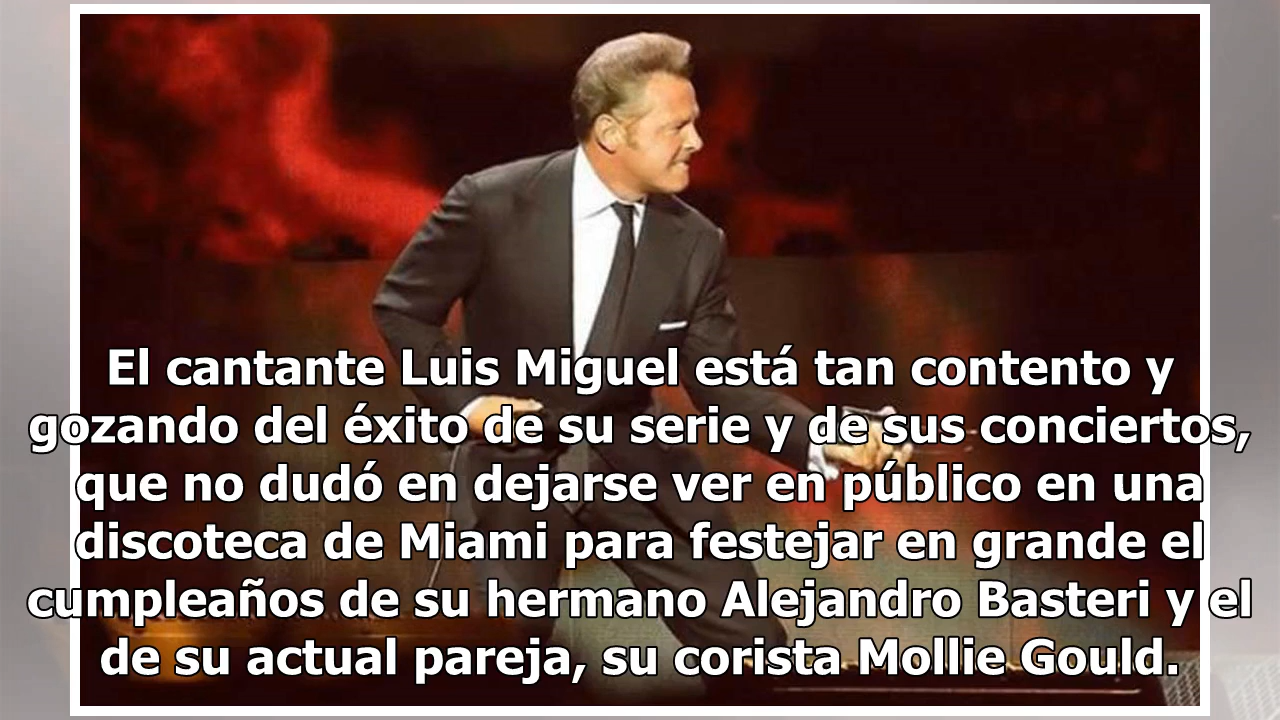 El cantante Luis Miguel está tan contento y
gozando del éxito de su serie y de sus conciertos,
que no dudó en dejarse ver en público en una
discoteca de Miami para festejar en grande el
cumpleaños de su hermano Alejandro Basteri y el
de su actual pareja, su corista Mollie Gould.